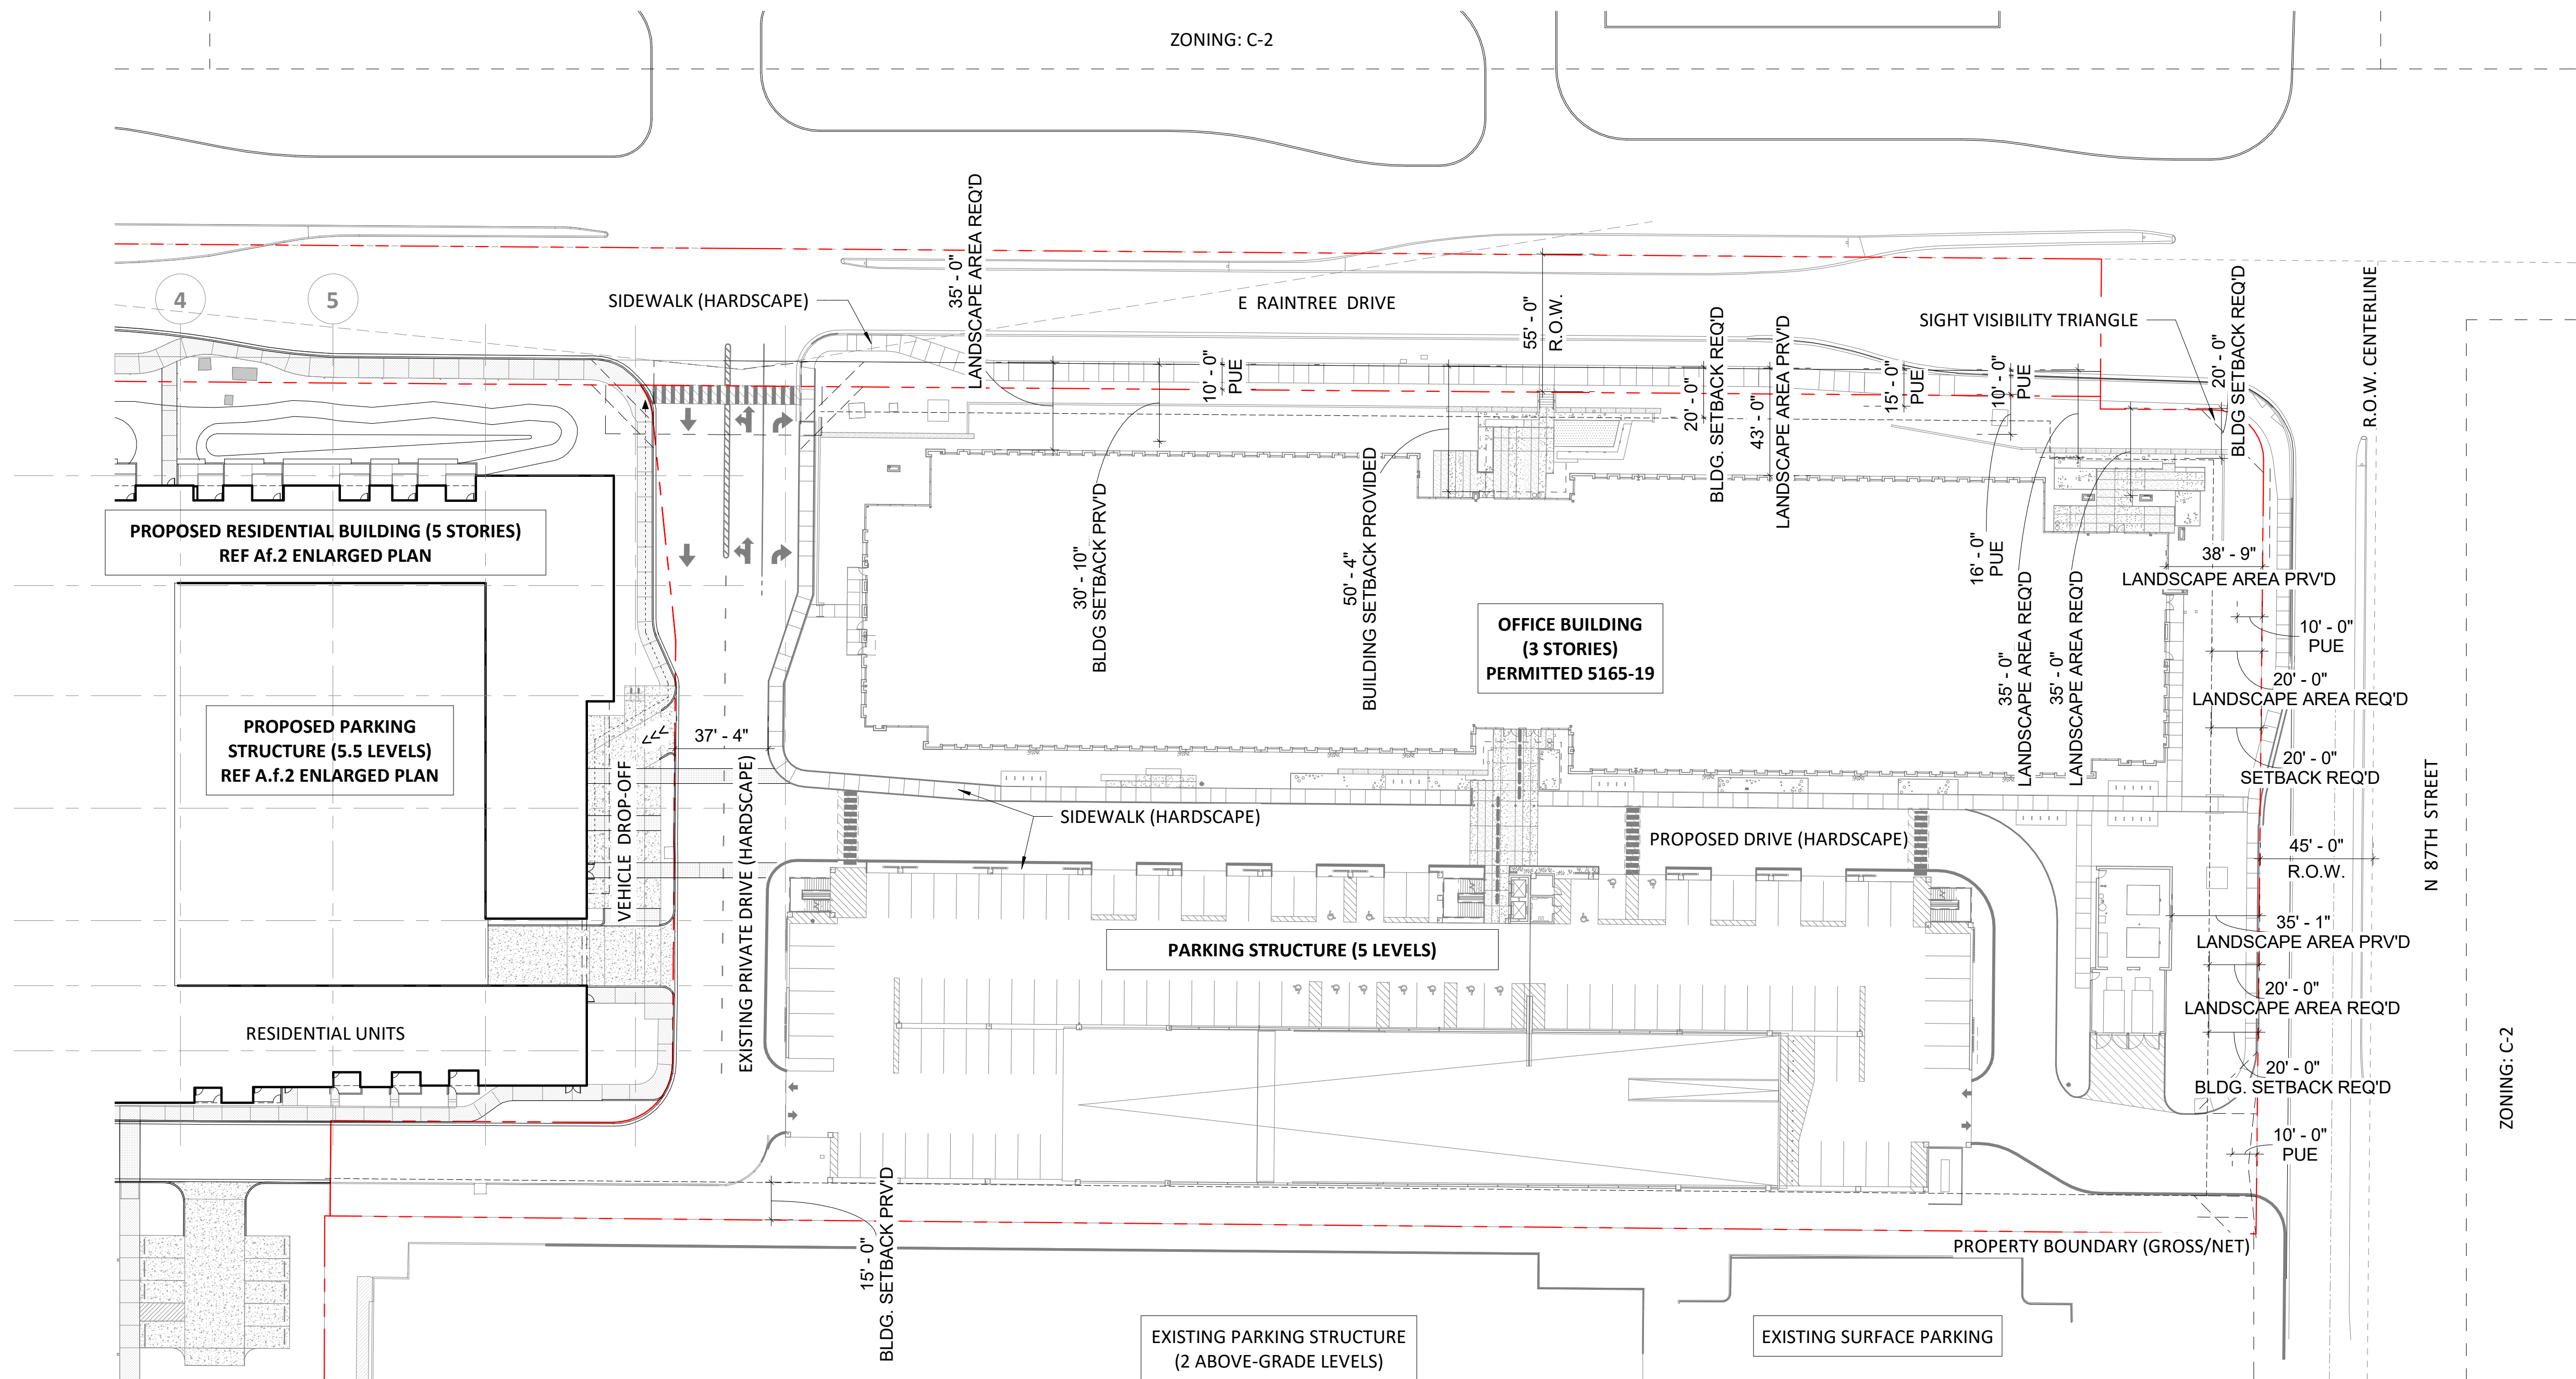 ZONING: C-2
35' - 0"
LANDSCAPE AREA REQ'D
4
5
SIDEWALK (HARDSCAPE)
E RAINTREE DRIVE
55' - 0"
R.O.W.
10' - 0"
PUE
20' - 0"
BLDG. SETBACK REQ'D
43' - 0"
LANDSCAPE AREA PRV'D
15' - 0"
PUE
10' - 0"
PUE
SIGHT VISIBILITY TRIANGLE
20' - 0"
BLDG SETBACK REQ'D
R.O.W. CENTERLINE
PROPOSED RESIDENTIAL BUILDING (5 STORIES)
REF Af.2 ENLARGED PLAN
30' - 10"
BLDG SETBACK PRV'D
50' - 4"
BUILDING SETBACK PROVIDED
16' - 0"
PUE
35' - 0"
LANDSCAPE AREA REQ'D
35' - 0"
LANDSCAPE AREA REQ'D
38' - 9"
LANDSCAPE AREA PRV'D
OFFICE BUILDING
(3 STORIES)
PERMITTED 5165-19
10' - 0"
PUE
20' - 0"
LANDSCAPE AREA REQ'D
PROPOSED PARKING
STRUCTURE (5.5 LEVELS)
REF A.f.2 ENLARGED PLAN
37' - 4"
VEHICLE DROP-OFF
EXISTING PRIVATE DRIVE (HARDSCAPE)
20' - 0"
SETBACK REQ'D
SIDEWALK (HARDSCAPE)
PROPOSED DRIVE (HARDSCAPE)
45' - 0"
R.O.W.
N 87TH STREET
PARKING STRUCTURE (5 LEVELS)
35' - 1"
LANDSCAPE AREA PRV'D
20' - 0"
LANDSCAPE AREA REQ'D
RESIDENTIAL UNITS
20' - 0"
BLDG. SETBACK REQ'D
ZONING: C-2
10' - 0"
PUE
15' - 0"
BLDG. SETBACK PRV'D
PROPERTY BOUNDARY (GROSS/NET)
EXISTING PARKING STRUCTURE
(2 ABOVE-GRADE LEVELS)
EXISTING SURFACE PARKING